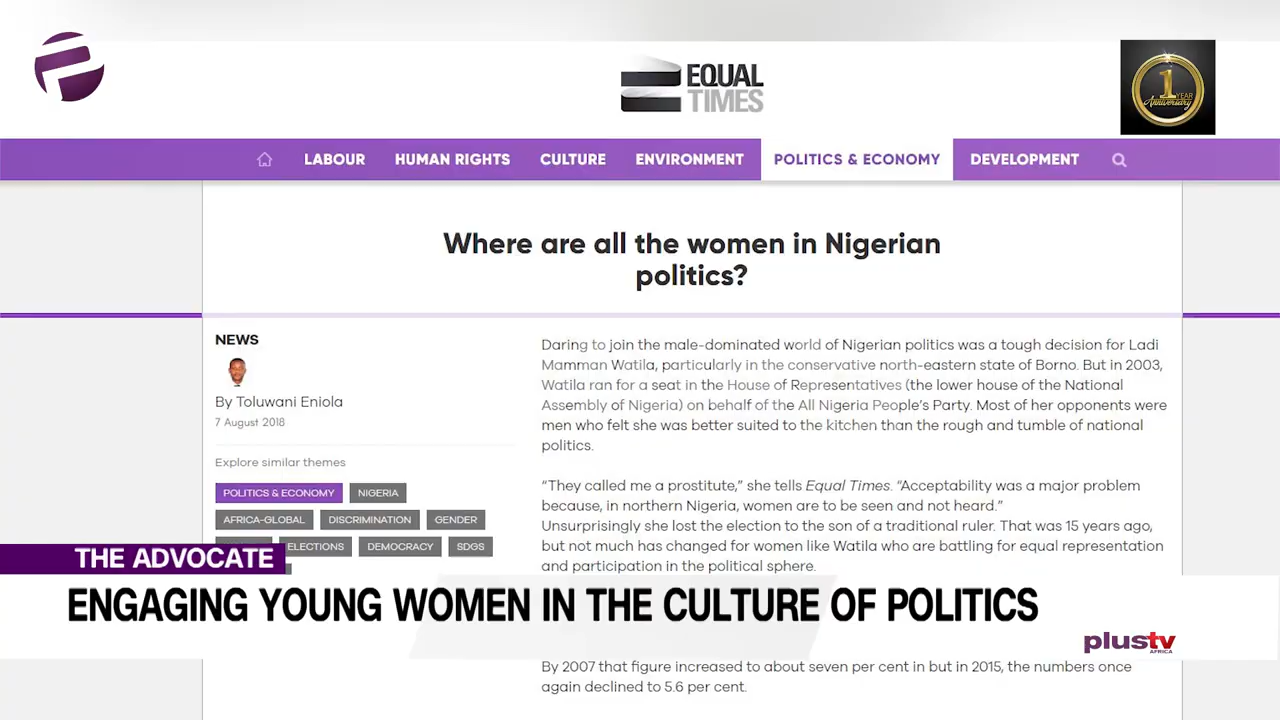 EQUAL
TIMES
1
YEAR
Anniversary
LABOUR HUMAN RIGHTS CULTURE ENVIRONMENT POLITICS & ECONOMY DEVELOPMENT
Where are all the women in Nigerian
politics?
NEWS
By Toluwani Eniola
7 August 2018
Explore similar themes
POLITICS & ECONOMY NIGERIA
AFRICA-GLOBAL DISCRIMINATION GENDER
ELECTIONS DEMOCRACY SDGS
Daring to join the male-dominated world of Nigerian politics was a tough decision for Ladi
Mamman Watila, particularly in the conservative north-eastern state of Borno. But in 2003,
Watila ran for a seat in the House of Representatives (the lower house of the National
Assembly of Nigeria) on behalf of the All Nigeria People’s Party. Most of her opponents were
men who felt she was better suited to the kitchen than the rough and tumble of national
politics.
“They called me a prostitute,” she tells Equal Times. “Acceptability was a major problem
because, in northern Nigeria, women are to be seen and not heard.”
Unsurprisingly she lost the election to the son of a traditional ruler. That was 15 years ago,
but not much has changed for women like Watila who are battling for equal representation
and participation in the political sphere.
THE ADVOCATE
ENGAGING YOUNG WOMEN IN THE CULTURE OF POLITICS
plustv
AFRICA
By 2007 that figure increased to about seven per cent in but in 2015, the numbers once
again declined to 5.6 per cent.